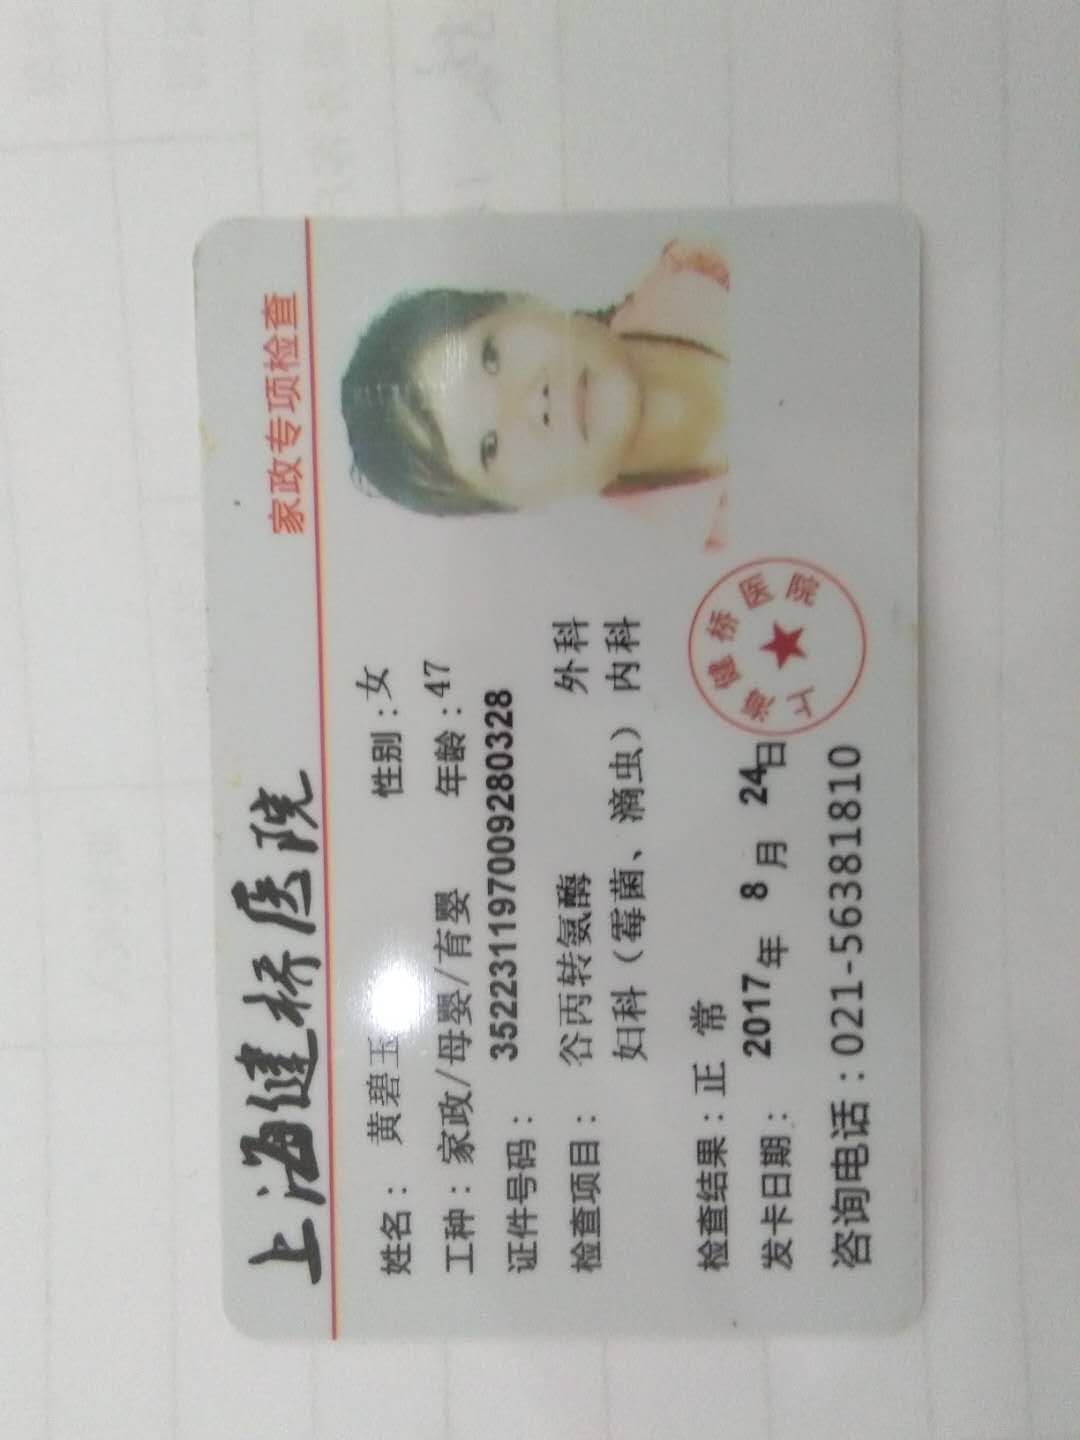 上海健桥医院
家政专项检查
姓名： 黄碧玉 性别：女
工种：家政/母婴/育婴 年龄：47
证件号码： 352231197009280328
检查项目： 谷丙转氨酶 外科
妇科（霉菌、滴虫）内科
检查结果：正 常
发卡日期： 2017年 8月 24日
咨询电话：021-56381810
上海健桥医院